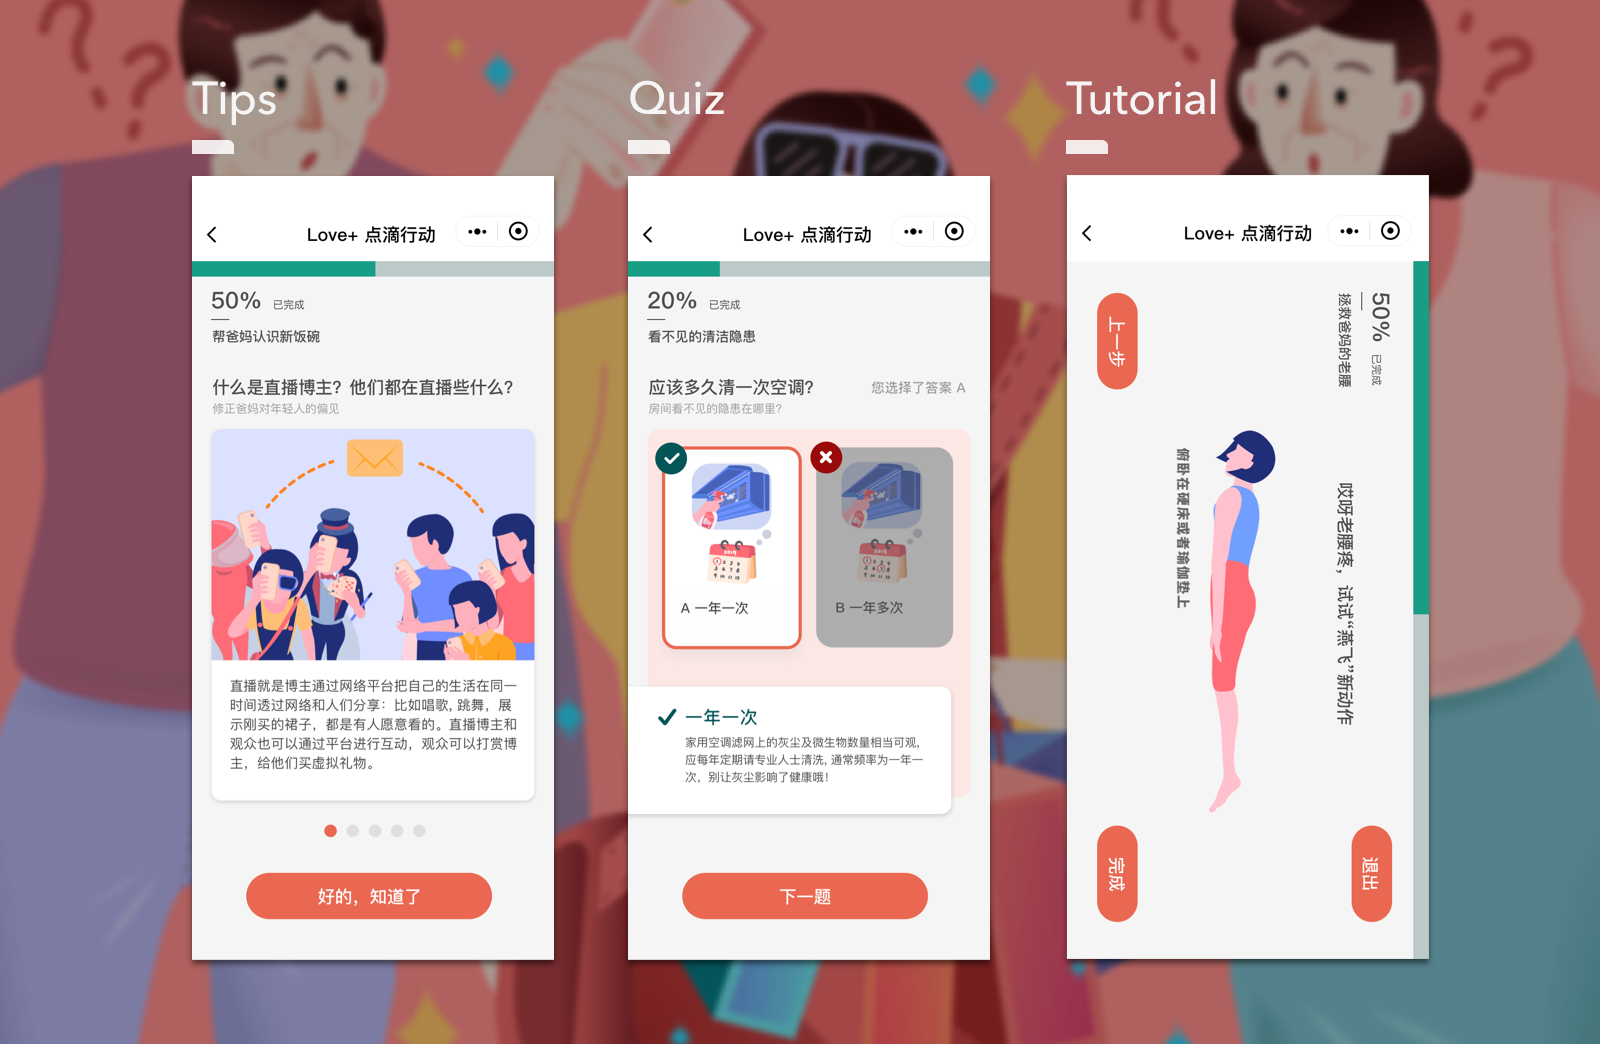 Tips
Love+ 点滴行动
50% 已完成
帮爸妈认识新饭碗
什么是直播博主？他们都在直播些什么？
修正爸妈对年轻人的偏见
直播就是博主通过网络平台把自己的生活在同一
时间透过网络和人们分享：比如唱歌, 跳舞，展
示刚买的裙子，都是有人愿意看的。直播博主和
观众也可以通过平台进行互动，观众可以打赏博
主，给他们买虚拟礼物。
好的，知道了
Quiz
Love+ 点滴行动
20% 已完成
看不见的清洁隐患
应该多久清一次空调？
您选择了答案 A
房间看不见的隐患在哪里？
A 一年一次
B 一年多次
一年一次
家用空调滤网上的灰尘及微生物数量相当可观,
应每年定期请专业人士清洗, 通常频率为一年一
次，别让灰尘影响了健康哦！
下一题
Tutorial
Love+ 点滴行动
50% 已完成
拯救爸妈的老腰
哎呀老腰疼，试试“燕飞”新动作
俯卧在硬床或者瑜伽垫上
上一步
完成
退出